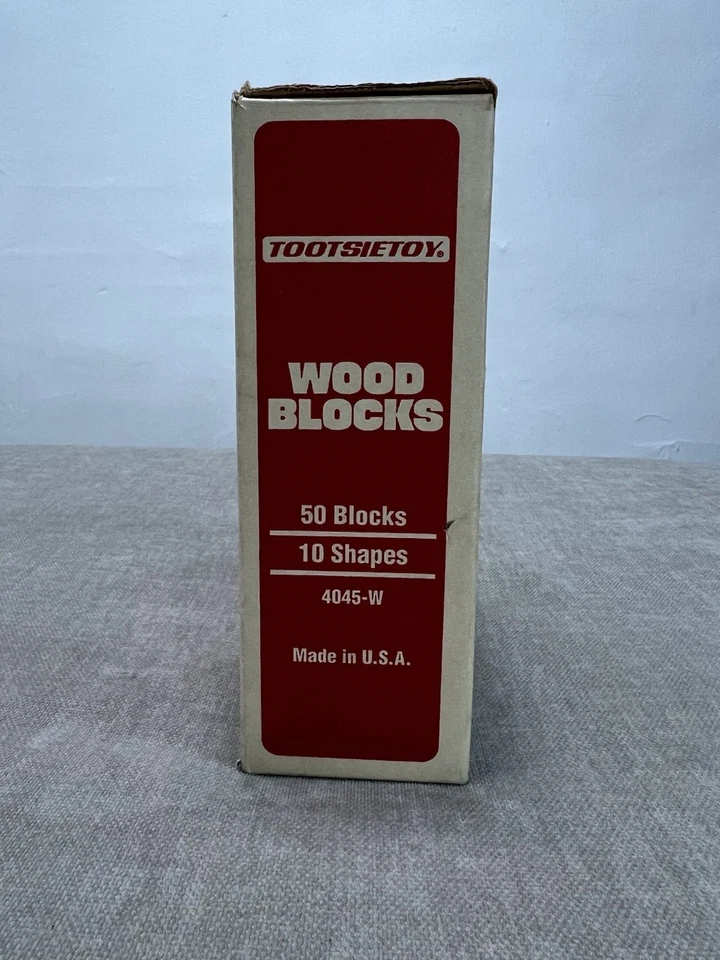 TOOTSIETOY®
WOOD
BLOCKS
50 Blocks
10 Shapes
4045-W
Made in U.S.A.